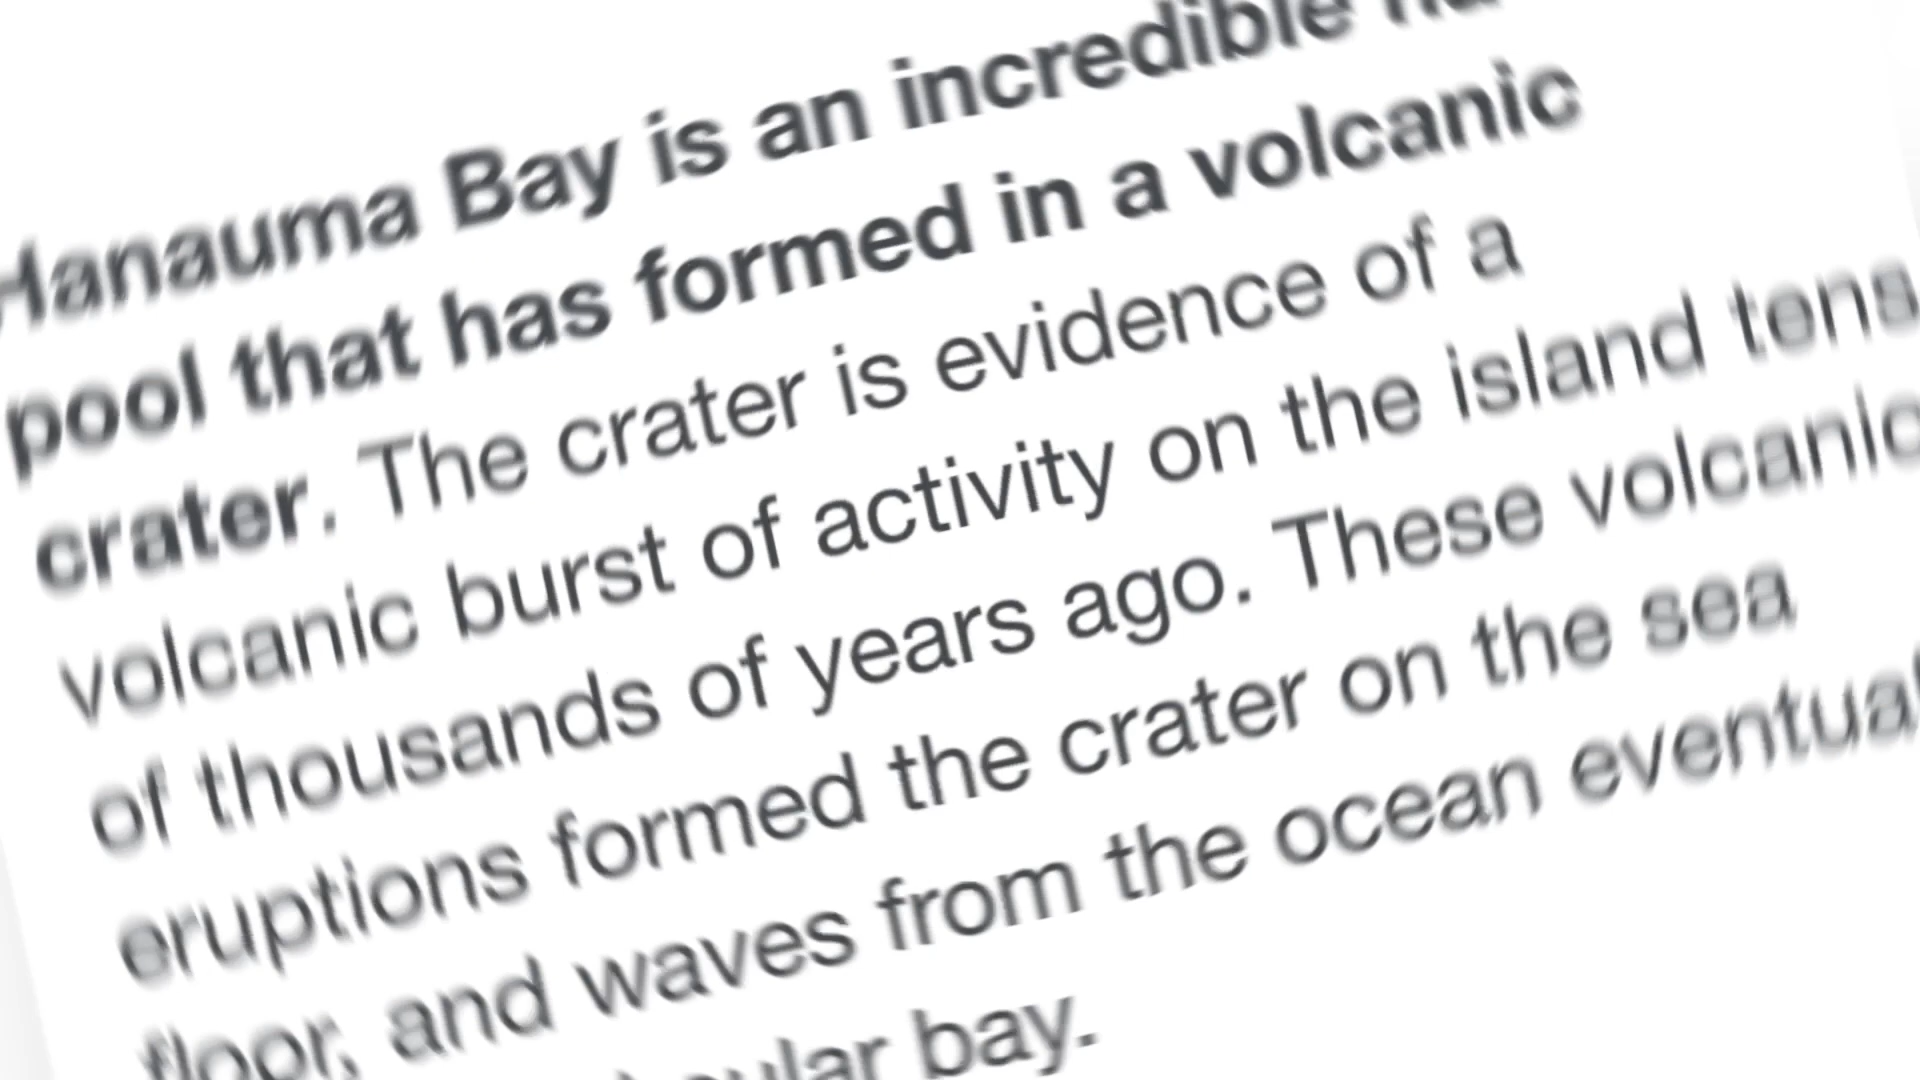 Hanauma Bay is an incredible
pool that has formed in a volcanic
crater. The crater is evidence of a
volcanic burst of activity on the island tens
of thousands of years ago. These volcanic
eruptions formed the crater on the sea
floor, and waves from the ocean
bay.